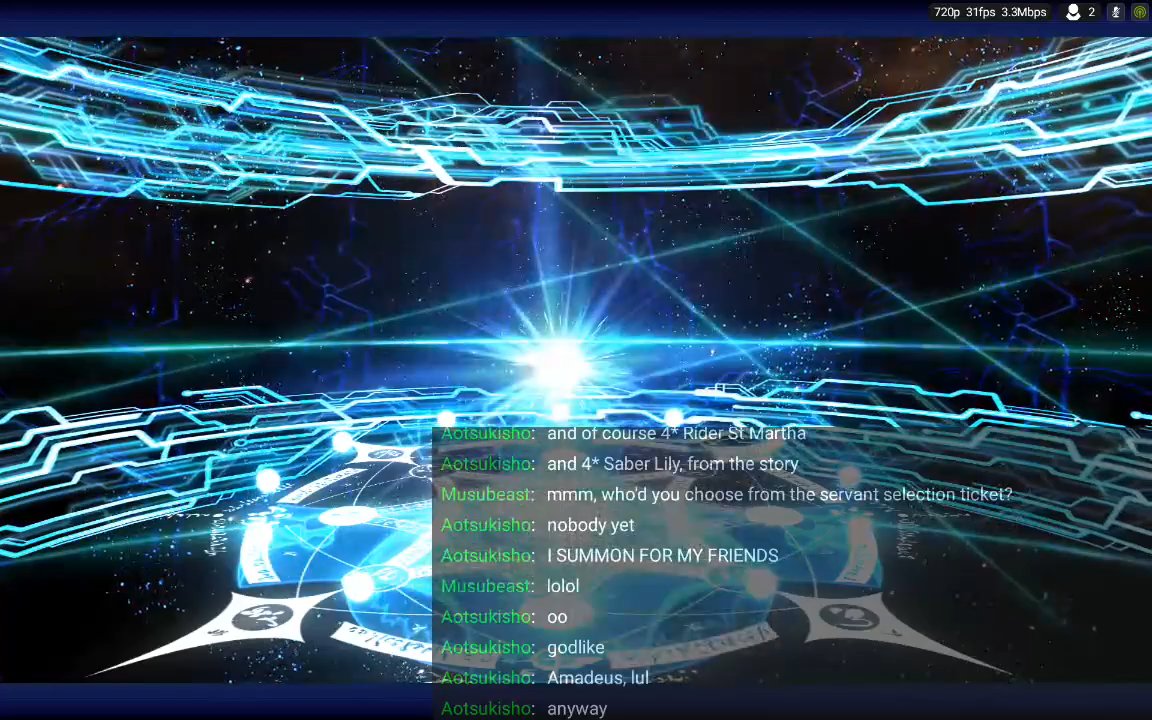 720p 31fps 3.3Mbps 2
Aotsukisho: and of course 4* Rider St Martha
Aotsukisho: and 4* Saber Lily, from the story
Musubeast: mmm, who'd you choose from the servant selection ticket?
Aotsukisho: nobody yet
Aotsukisho: I SUMMON FOR MY FRIENDS
Musubeast: lolol
Aotsukisho: oo
Aotsukisho: godlike
Aotsukisho: Amadeus, lul
Aotsukisho: anyway